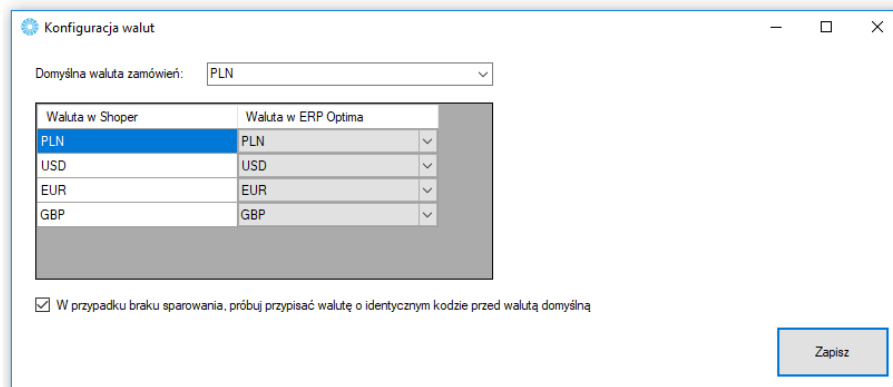 Konfiguracja walut
Domyślna waluta zamówień: PLN
Waluta w Shoper Waluta w ERP Optima
PLN PLN
USD USD
EUR EUR
GBP GBP
W przypadku braku sparowania, próbuj przypisać walutę o identycznym kodzie przed walutą domyślną
Zapisz